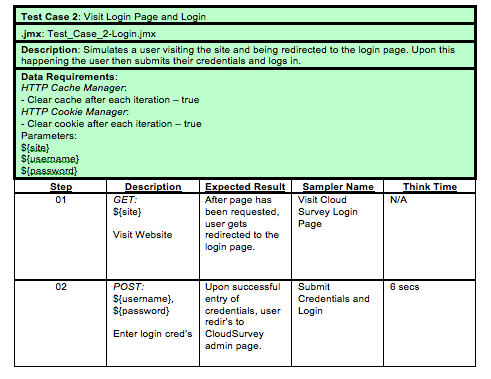 Test Case 2: Visit Login Page and Login
.jmx: Test_Case_2-Login.jmx
Description: Simulates a user visiting the site and being redirected to the login page. Upon this
happening the user then submits their credentials and logs in.
Data Requirements:
HTTP Cache Manager:
- Clear cache after each iteration – true
HTTP Cookie Manager:
- Clear cookie after each iteration – true
Parameters:
${site}
${username}
${password}
Step Description Expected Result Sampler Name Think Time
01
GET:
${site}
Visit Website
After page has
been requested,
user gets
redirected to the
login page.
Visit Cloud
Survey Login
Page
N/A
02
POST:
${username},
${password}
Enter login cred's
Upon successful
entry of
credentials, user
redir's to
CloudSurvey
admin page.
Submit
Credentials and
Login
6 secs